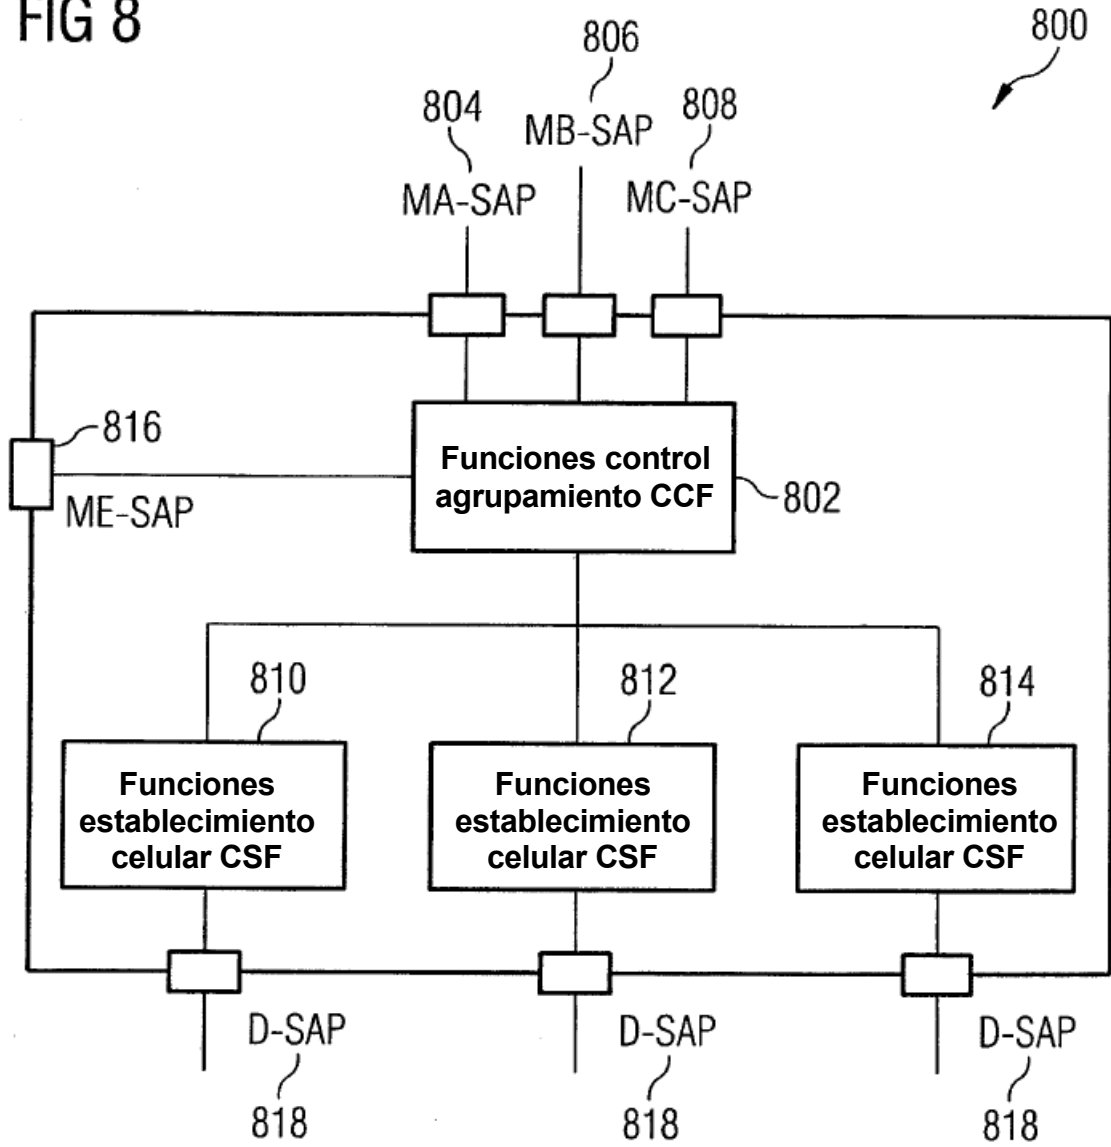 FIG 8
800
806
804
808
MB-SAP
MA-SAP
MC-SAP
816
ME-SAP
Funciones control
agrupamiento CCF
802
810
812
814
Funciones
establecimiento
celular CSF
Funciones
establecimiento
celular CSF
Funciones
establecimiento
celular CSF
D-SAP
D-SAP
D-SAP
818
818
818